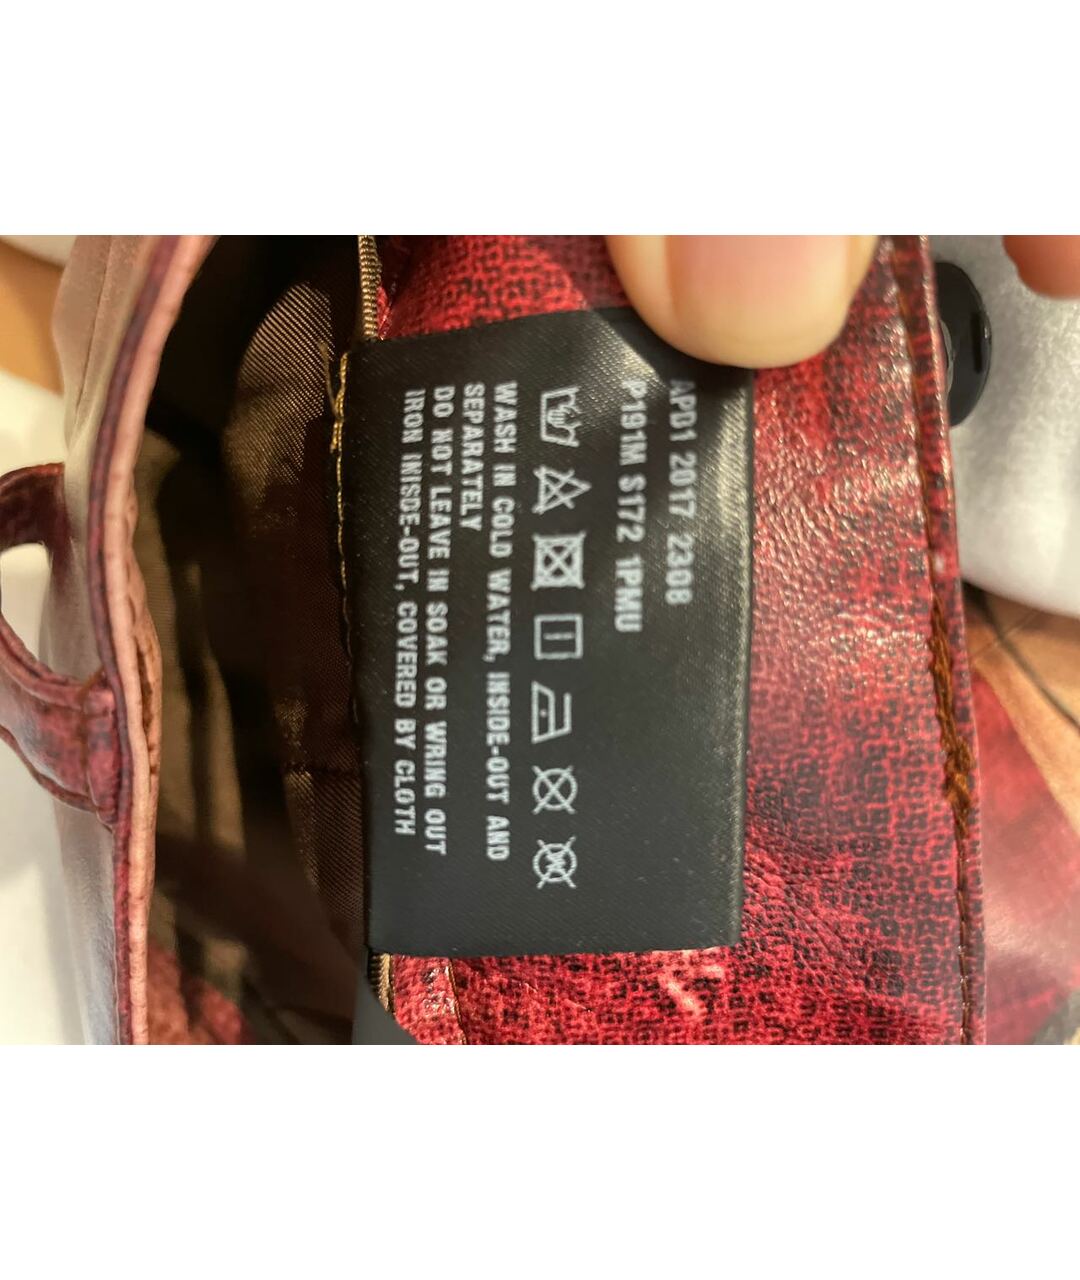 APD1 2017 2308
P191M S172 1PMU
WASH IN COLD WATER, INSIDE-OUT AND
SEPARATELY
DO NOT LEAVE IN SOAK OR WRING OUT
IRON INISDE-OUT, COVERED BY CLOTH